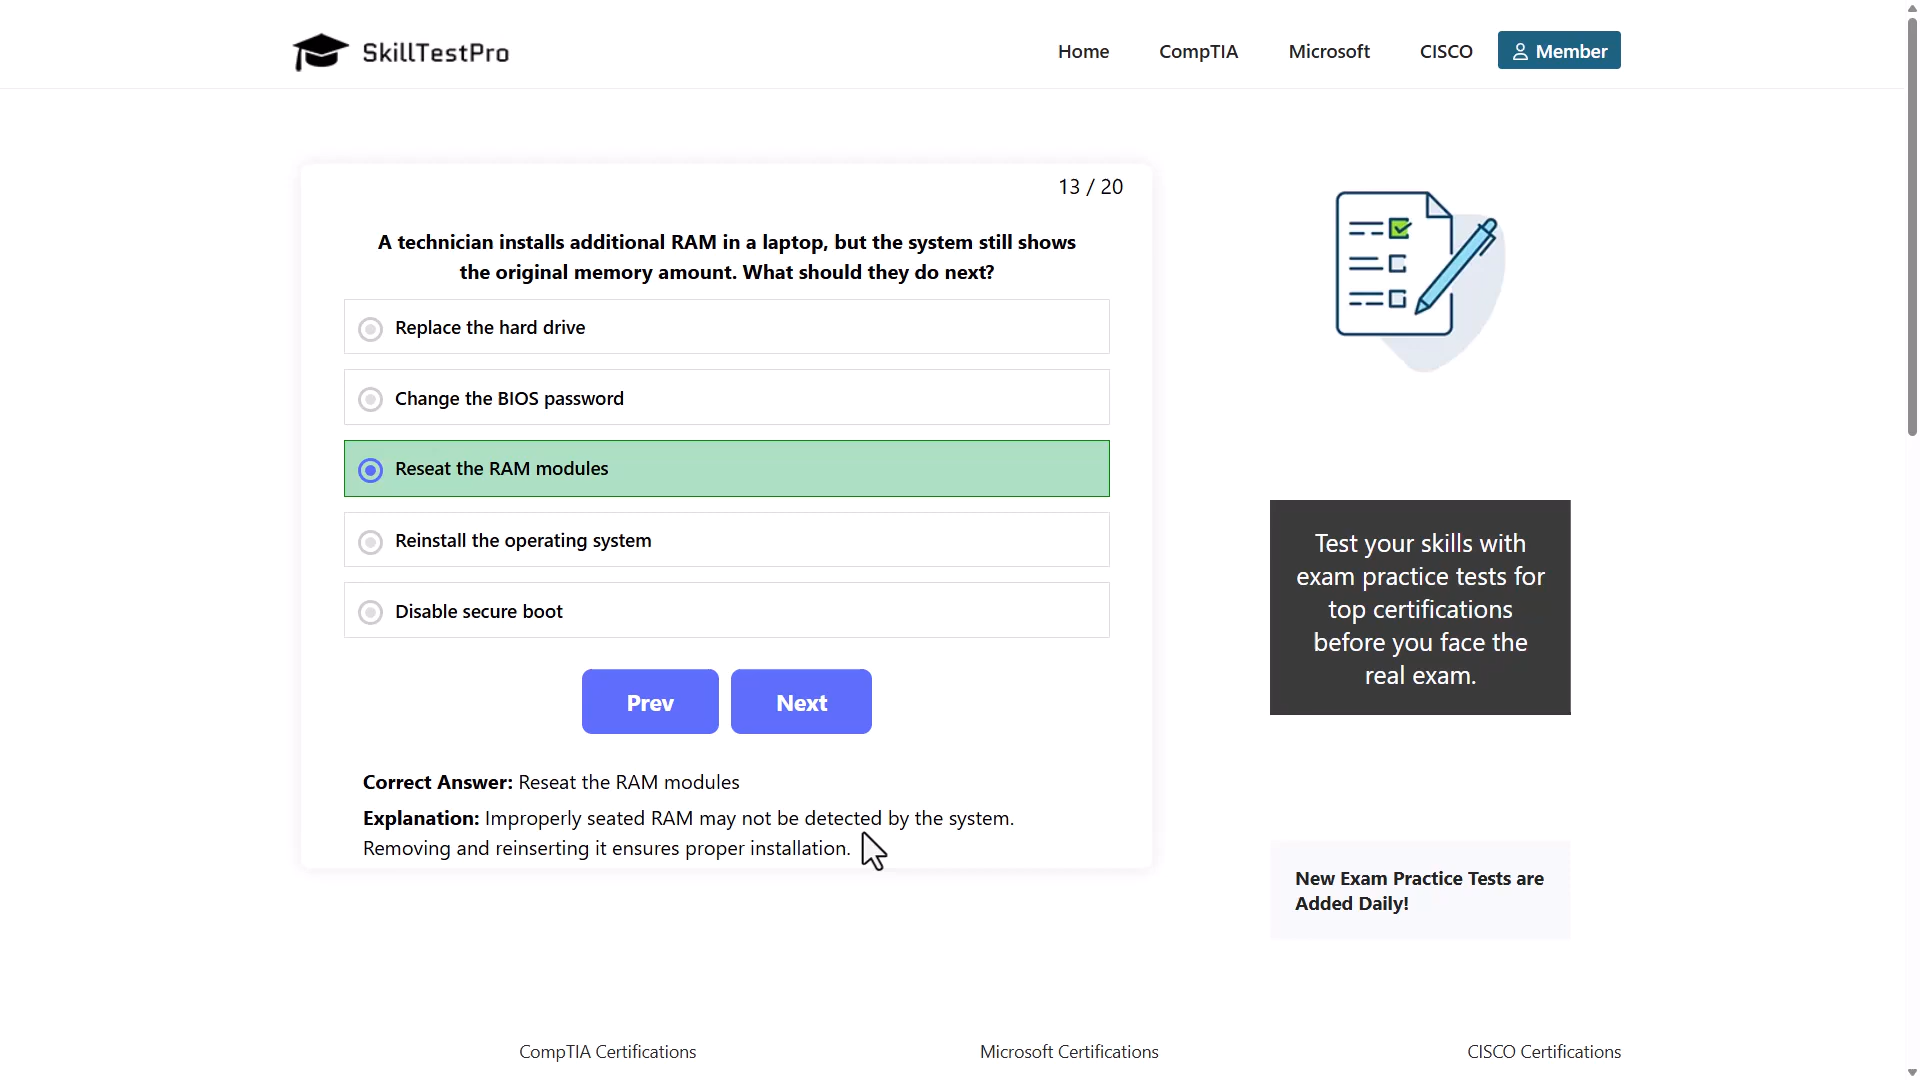 SkillTestPro
Home
CompTIA
Microsoft
CISCO
Member
13 / 20
A technician installs additional RAM in a laptop, but the system still shows
the original memory amount. What should they do next?
Replace the hard drive
Change the BIOS password
Reseat the RAM modules
Reinstall the operating system
Disable secure boot
Prev
Next
Correct Answer: Reseat the RAM modules
Explanation: Improperly seated RAM may not be detected by the system.
Removing and reinserting it ensures proper installation.
Test your skills with
exam practice tests for
top certifications
before you face the
real exam.
New Exam Practice Tests are
Added Daily!
CompTIA Certifications
Microsoft Certifications
CISCO Certifications